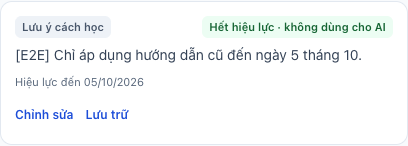 Lưu ý cách học
Hết hiệu lực · không dùng cho AI
[E2E] Chỉ áp dụng hướng dẫn cũ đến ngày 5 tháng 10.
Hiệu lực đến 05/10/2026
Chỉnh sửa Lưu trữ